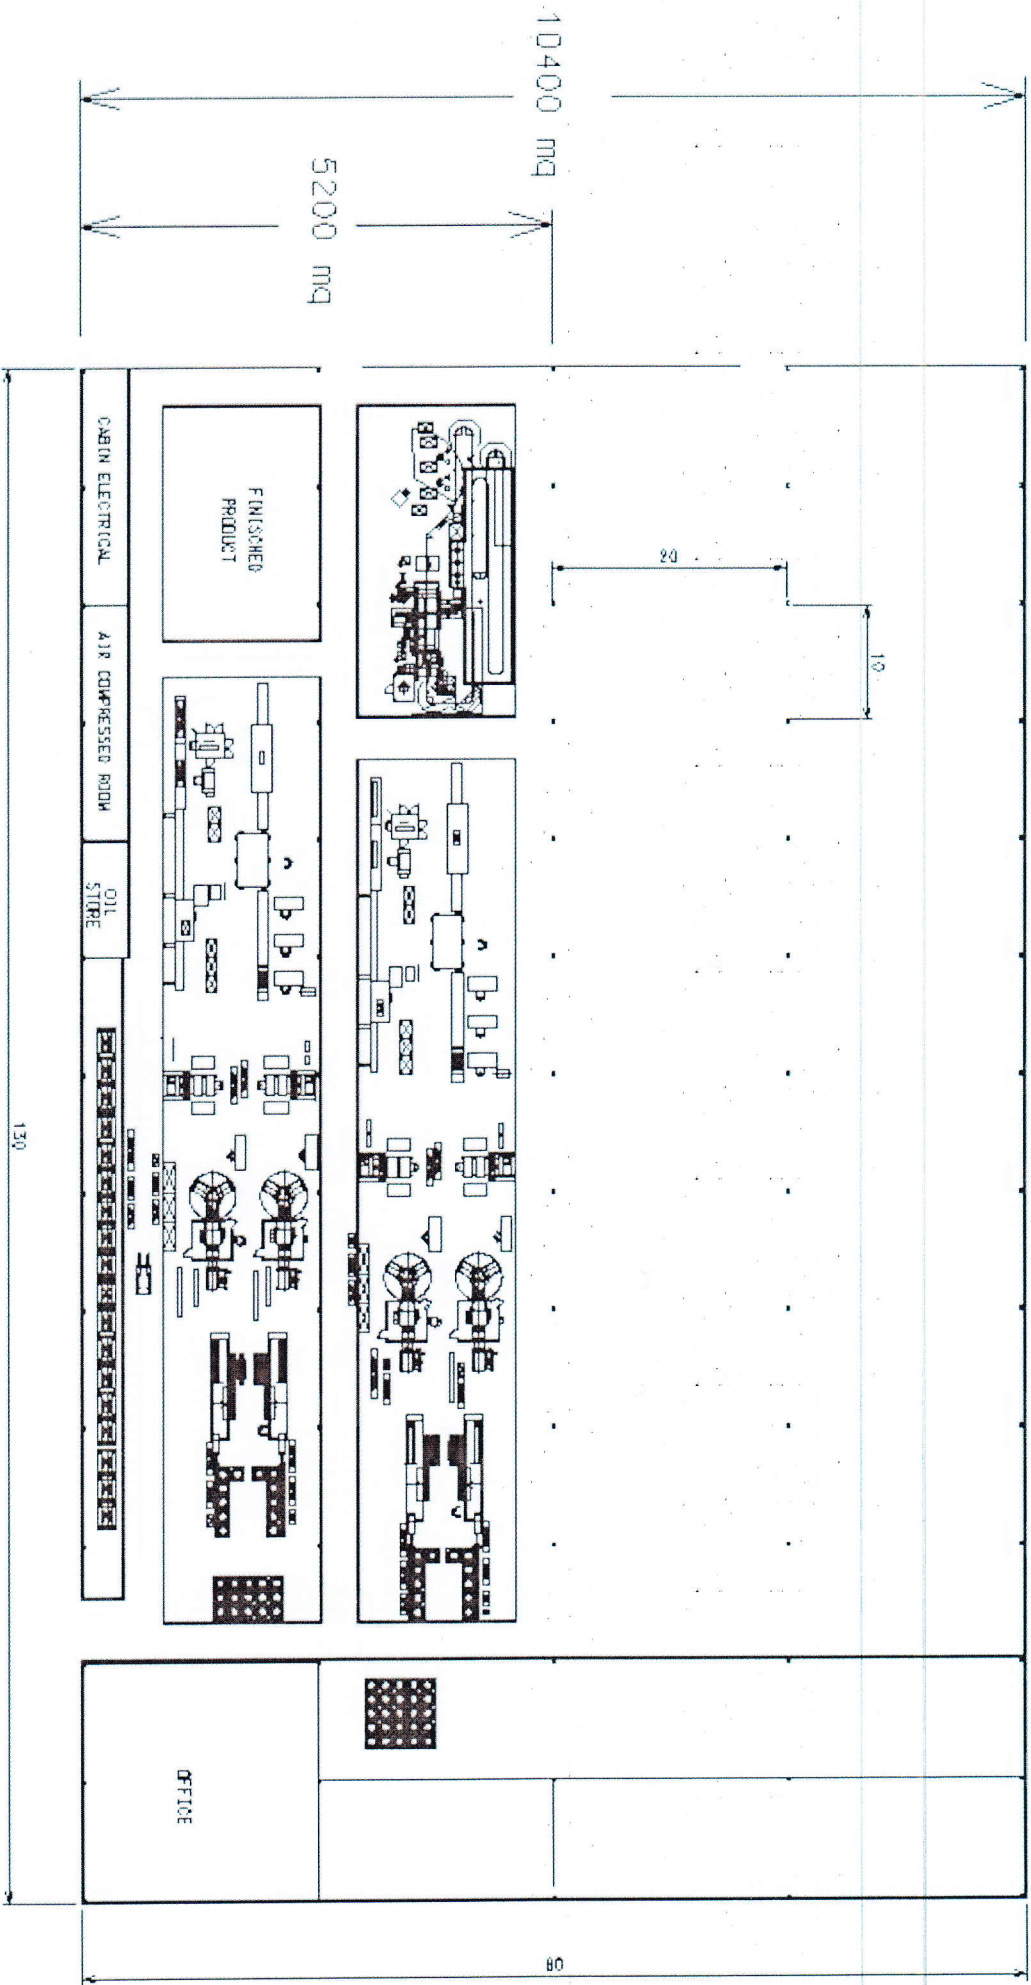 10400 mq
5200 mq
CABIN ELECTRICAL
AIR COMPRESSED ROOM
OIL
STORE
FINISCHED
PRODUCT
20
10
130
OFFICE
80